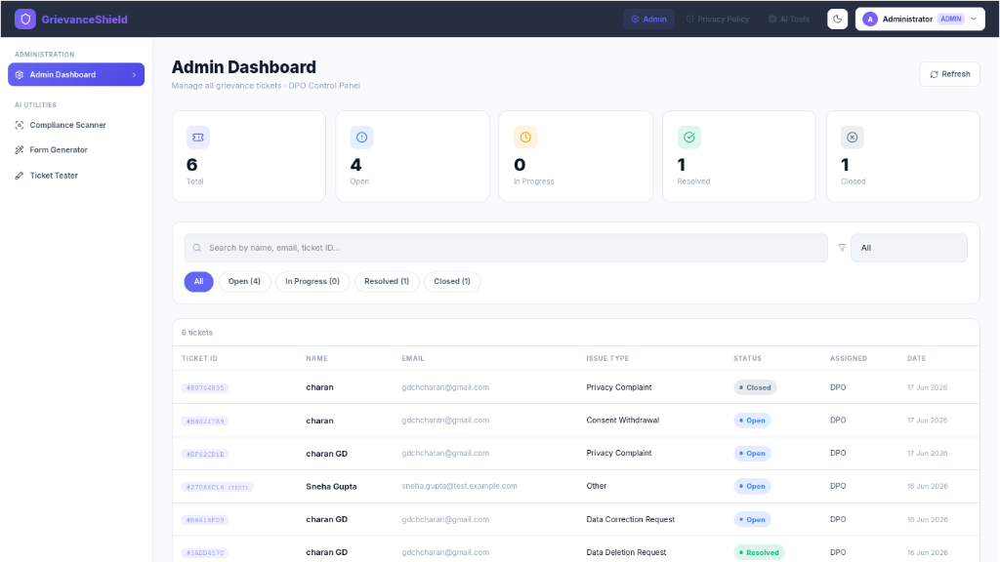 GrievanceShield
Admin
Privacy Policy
AI Tools
A Administrator ADMIN
ADMINISTRATION
Admin Dashboard
AI UTILITIES
Compliance Scanner
Form Generator
Ticket Tester
Admin Dashboard
Manage all grievance tickets · DPO Control Panel
Refresh
6
Total
4
Open
0
In Progress
1
Resolved
1
Closed
Search by name, email, ticket ID...
All
All
Open (4)
In Progress (0)
Resolved (1)
Closed (1)
6 tickets
TICKET ID NAME EMAIL ISSUE TYPE STATUS ASSIGNED DATE
charan gdchcharan@gmail.com Privacy Complaint Closed DPO 17 Jun 2026
charan gdchcharan@gmail.com Consent Withdrawal Open DPO 17 Jun 2026
#EF62CD1E charan GD gdchcharan@gmail.com Privacy Complaint Open DPO 17 Jun 2026
(TEST) Sneha Gupta sneha.gupta@test.example.com Other Open DPO 16 Jun 2026
charan GD gdchcharan@gmail.com Data Correction Request Open DPO 16 Jun 2026
#3ADD417C charan GD gdchcharan@gmail.com Data Deletion Request Resolved DPO 16 Jun 2026